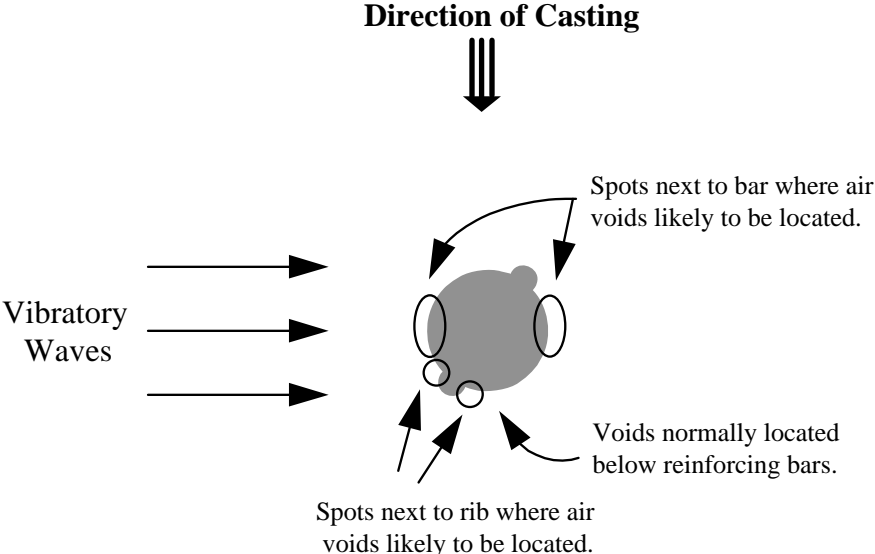 Direction of Casting
Spots next to bar where air
voids likely to be located.
Vibratory
Waves
Voids normally located
below reinforcing bars.
Spots next to rib where air
voids likely to be located.